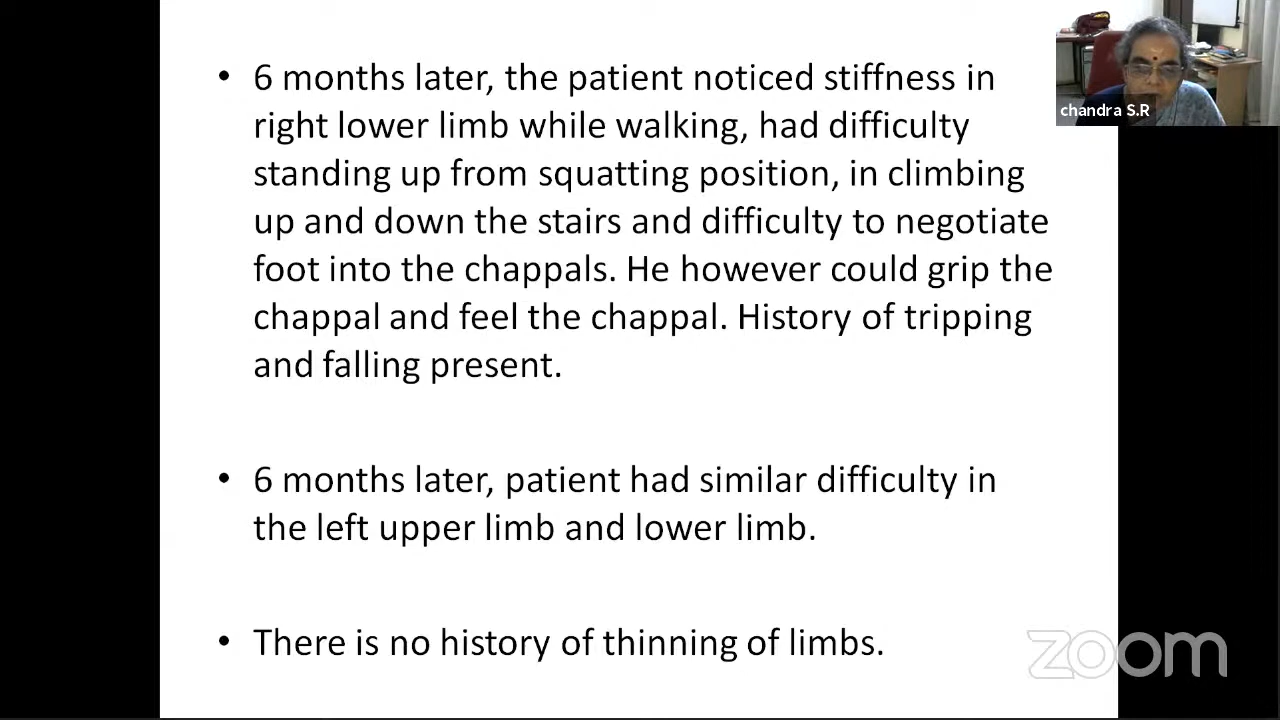 • 6 months later, the patient noticed stiffness in
right lower limb while walking, had difficulty
standing up from squatting position, in climbing
up and down the stairs and difficulty to negotiate
foot into the chappals. He however could grip the
chappal and feel the chappal. History of tripping
and falling present.
• 6 months later, patient had similar difficulty in
the left upper limb and lower limb.
• There is no history of thinning of limbs.
chandra S.R
zoom